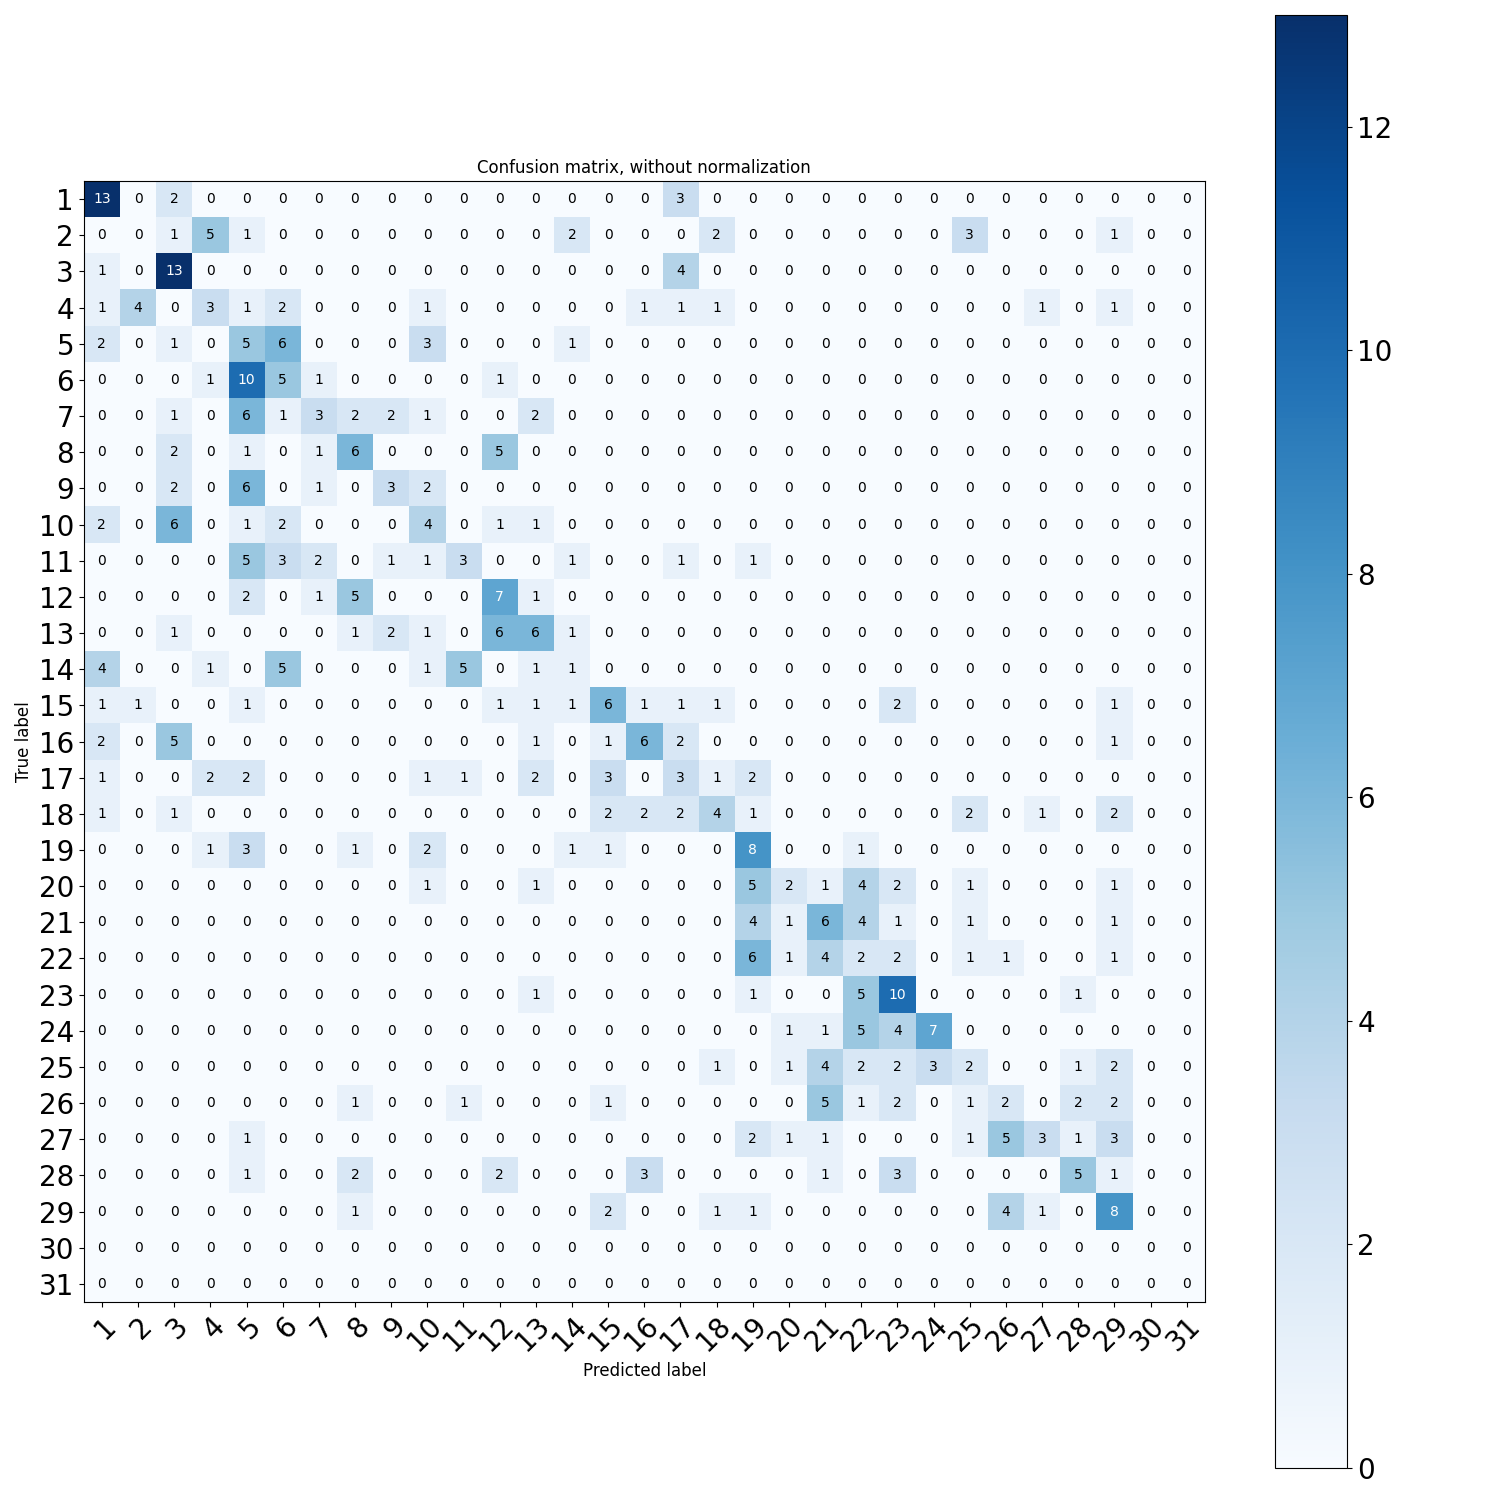 Confusion matrix, without normalization
1 13 0 2 0 0 0 0 0 0 0 0 0 0 0 0 0 3 0 0 0 0 0 0 0 0 0 0 0 0 0 0
2 0 0 1 5 1 0 0 0 0 0 0 0 0 2 0 0 0 2 0 0 0 0 0 0 3 0 0 0 1 0 0
3 1 0 13 0 0 0 0 0 0 0 0 0 0 0 0 0 4 0 0 0 0 0 0 0 0 0 0 0 0 0 0
4 1 4 0 3 1 2 0 0 0 1 0 0 0 0 0 1 1 1 0 0 0 0 0 0 0 0 1 0 1 0 0
5 2 0 1 0 5 6 0 0 0 3 0 0 0 1 0 0 0 0 0 0 0 0 0 0 0 0 0 0 0 0 0
6 0 0 0 1 10 5 1 0 0 0 0 1 0 0 0 0 0 0 0 0 0 0 0 0 0 0 0 0 0 0 0
7 0 0 1 0 6 1 3 2 2 1 0 0 2 0 0 0 0 0 0 0 0 0 0 0 0 0 0 0 0 0 0
8 0 0 2 0 1 0 1 6 0 0 0 5 0 0 0 0 0 0 0 0 0 0 0 0 0 0 0 0 0 0 0
9 0 0 2 0 6 0 1 0 3 2 0 0 0 0 0 0 0 0 0 0 0 0 0 0 0 0 0 0 0 0 0
10 2 0 6 0 1 2 0 0 0 4 0 1 1 0 0 0 0 0 0 0 0 0 0 0 0 0 0 0 0 0 0
11 0 0 0 0 5 3 2 0 1 1 3 0 0 1 0 0 1 0 1 0 0 0 0 0 0 0 0 0 0 0 0
12 0 0 0 0 2 0 1 5 0 0 0 7 1 0 0 0 0 0 0 0 0 0 0 0 0 0 0 0 0 0 0
13 0 0 1 0 0 0 0 1 2 1 0 6 6 1 0 0 0 0 0 0 0 0 0 0 0 0 0 0 0 0 0
14 4 0 0 1 0 5 0 0 0 1 5 0 1 1 0 0 0 0 0 0 0 0 0 0 0 0 0 0 0 0 0
15 1 1 0 0 1 0 0 0 0 0 0 1 1 1 6 1 1 1 0 0 0 0 2 0 0 0 0 0 1 0 0
16 2 0 5 0 0 0 0 0 0 0 0 0 1 0 1 6 2 0 0 0 0 0 0 0 0 0 0 0 1 0 0
17 1 0 0 2 2 0 0 0 0 1 1 0 2 0 3 0 3 1 2 0 0 0 0 0 0 0 0 0 0 0 0
18 1 0 1 0 0 0 0 0 0 0 0 0 0 0 2 2 2 4 1 0 0 0 0 0 2 0 1 0 2 0 0
19 0 0 0 1 3 0 0 1 0 2 0 0 0 1 1 0 0 0 8 0 0 1 0 0 0 0 0 0 0 0 0
20 0 0 0 0 0 0 0 0 0 1 0 0 1 0 0 0 0 0 5 2 1 4 2 0 1 0 0 0 1 0 0
21 0 0 0 0 0 0 0 0 0 0 0 0 0 0 0 0 0 0 4 1 6 4 1 0 1 0 0 0 1 0 0
22 0 0 0 0 0 0 0 0 0 0 0 0 0 0 0 0 0 0 6 1 4 2 2 0 1 1 0 0 1 0 0
23 0 0 0 0 0 0 0 0 0 0 0 0 1 0 0 0 0 0 1 0 0 5 10 0 0 0 0 1 0 0 0
24 0 0 0 0 0 0 0 0 0 0 0 0 0 0 0 0 0 0 0 1 1 5 4 7 0 0 0 0 0 0 0
25 0 0 0 0 0 0 0 0 0 0 0 0 0 0 0 0 0 1 0 1 4 2 2 3 2 0 0 1 2 0 0
26 0 0 0 0 0 0 0 1 0 0 1 0 0 0 1 0 0 0 0 0 5 1 2 0 1 2 0 2 2 0 0
27 0 0 0 0 1 0 0 0 0 0 0 0 0 0 0 0 0 0 2 1 1 0 0 0 1 5 3 1 3 0 0
28 0 0 0 0 1 0 0 2 0 0 0 2 0 0 0 3 0 0 0 0 1 0 3 0 0 0 0 5 1 0 0
29 0 0 0 0 0 0 0 1 0 0 0 0 0 0 2 0 0 1 1 0 0 0 0 0 0 4 1 0 8 0 0
30 0 0 0 0 0 0 0 0 0 0 0 0 0 0 0 0 0 0 0 0 0 0 0 0 0 0 0 0 0 0 0
31 0 0 0 0 0 0 0 0 0 0 0 0 0 0 0 0 0 0 0 0 0 0 0 0 0 0 0 0 0 0 0
1 2 3 4 5 6 7 8 9 10 11 12 13 14 15 16 17 18 19 20 21 22 23 24 25 26 27 28 29 30 31
Predicted label
True label
12
10
8
6
4
2
0